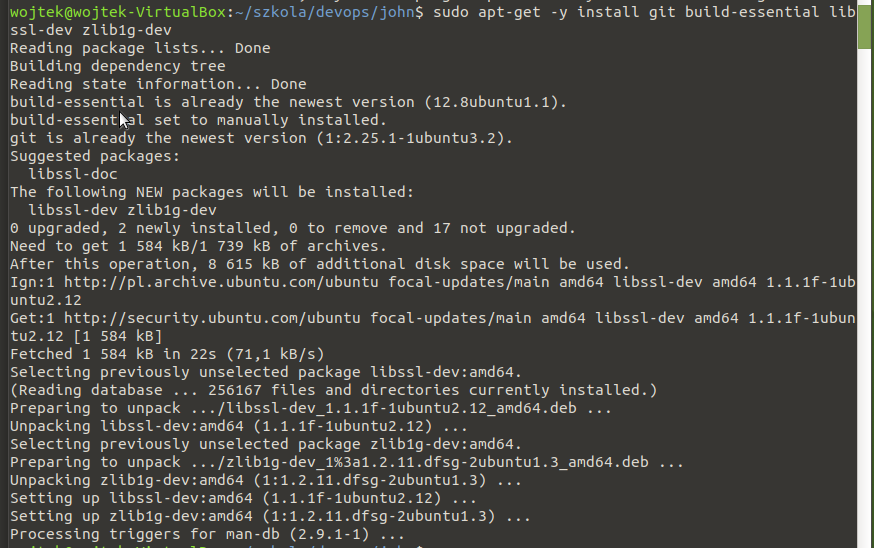 wojtek@wojtek-VirtualBox:~/szkola/devops/john$ sudo apt-get -y install git build-essential lib
ssl-dev zlib1g-dev
Reading package lists... Done
Building dependency tree
Reading state information... Done
build-essential is already the newest version (12.8ubuntu1.1).
build-essential set to manually installed.
git is already the newest version (1:2.25.1-1ubuntu3.2).
Suggested packages:
  libssl-doc
The following NEW packages will be installed:
  libssl-dev zlib1g-dev
0 upgraded, 2 newly installed, 0 to remove and 17 not upgraded.
Need to get 1 584 kB/1 739 kB of archives.
After this operation, 8 615 kB of additional disk space will be used.
Ign:1 http://pl.archive.ubuntu.com/ubuntu focal-updates/main amd64 libssl-dev amd64 1.1.1f-1ub
untu2.12
Get:1 http://security.ubuntu.com/ubuntu focal-updates/main amd64 libssl-dev amd64 1.1.1f-1ubun
tu2.12 [1 584 kB]
Fetched 1 584 kB in 22s (71,1 kB/s)
Selecting previously unselected package libssl-dev:amd64.
(Reading database ... 256167 files and directories currently installed.)
Preparing to unpack .../libssl-dev_1.1.1f-1ubuntu2.12_amd64.deb ...
Unpacking libssl-dev:amd64 (1.1.1f-1ubuntu2.12) ...
Selecting previously unselected package zlib1g-dev:amd64.
Preparing to unpack .../zlib1g-dev_1%3a1.2.11.dfsg-2ubuntu1.3_amd64.deb ...
Unpacking zlib1g-dev:amd64 (1:1.2.11.dfsg-2ubuntu1.3) ...
Setting up libssl-dev:amd64 (1.1.1f-1ubuntu2.12) ...
Setting up zlib1g-dev:amd64 (1:1.2.11.dfsg-2ubuntu1.3) ...
Processing triggers for man-db (2.9.1-1) ...